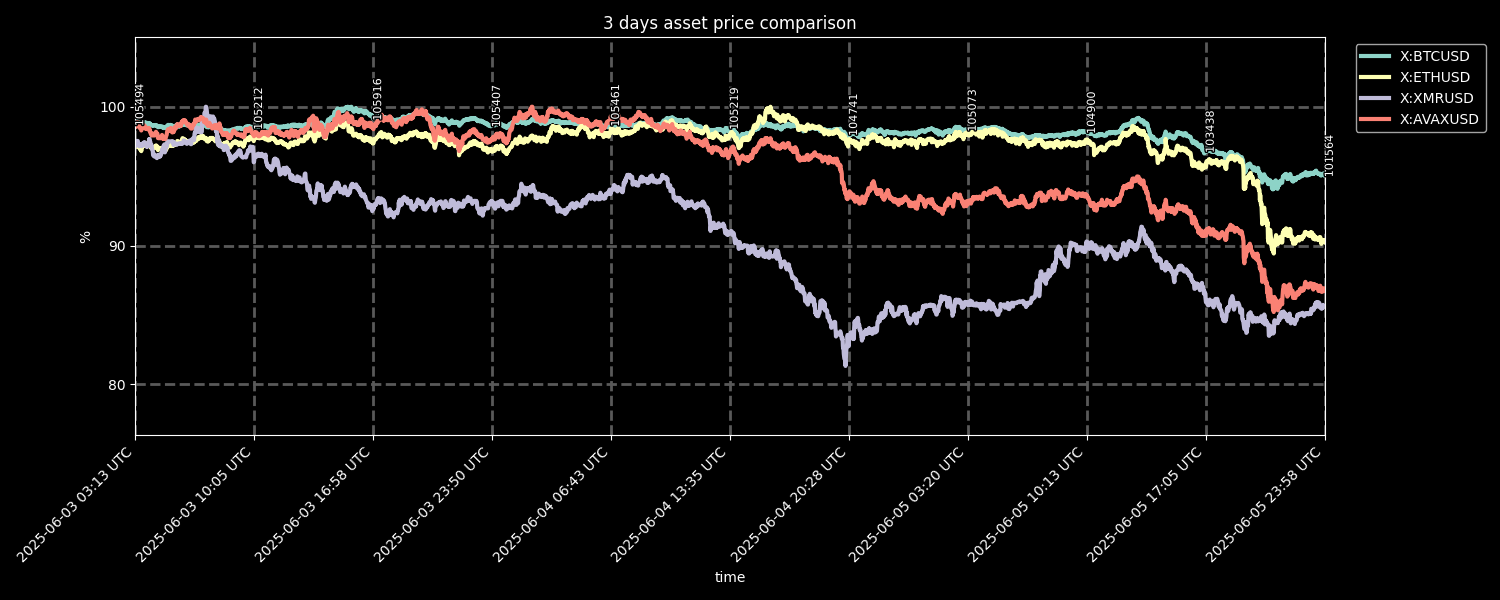 3 days asset price comparison
X:BTCUSD
X:ETHUSD
X:XMRUSD
X:AVAXUSD
100
90
80
%
105494
105212
105916
105407
105461
105219
104741
105073
104900
103438
101564
2025-06-03 03:13 UTC
2025-06-03 10:05 UTC
2025-06-03 16:58 UTC
2025-06-03 23:50 UTC
2025-06-04 06:43 UTC
2025-06-04 13:35 UTC
2025-06-04 20:28 UTC
2025-06-05 03:20 UTC
2025-06-05 10:13 UTC
2025-06-05 17:05 UTC
2025-06-05 23:58 UTC
time